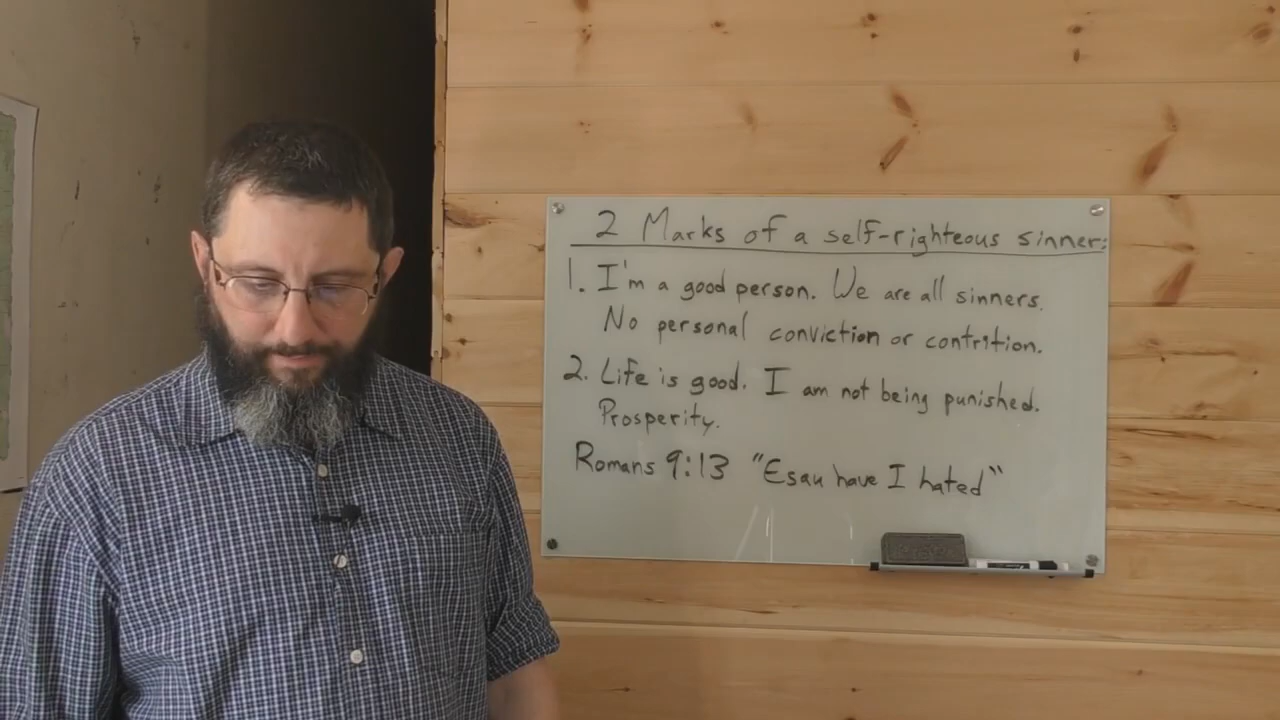 2 Marks of a self-righteous sinner:
1. I'm a good person. We are all sinners.
No personal conviction or contrition.
2. Life is good. I am not being punished.
Prosperity.
Romans 9:13 "Esau have I hated"